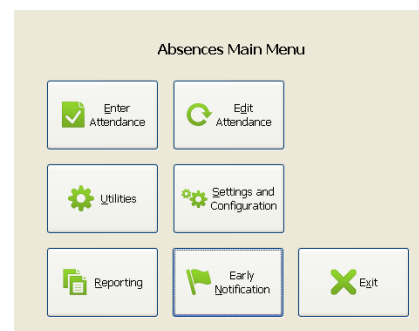 Absences Main Menu
Enter
Attendance
Edit
Attendance
Utilities
Settings and
Configuration
Reporting
Early
Notification
Exit